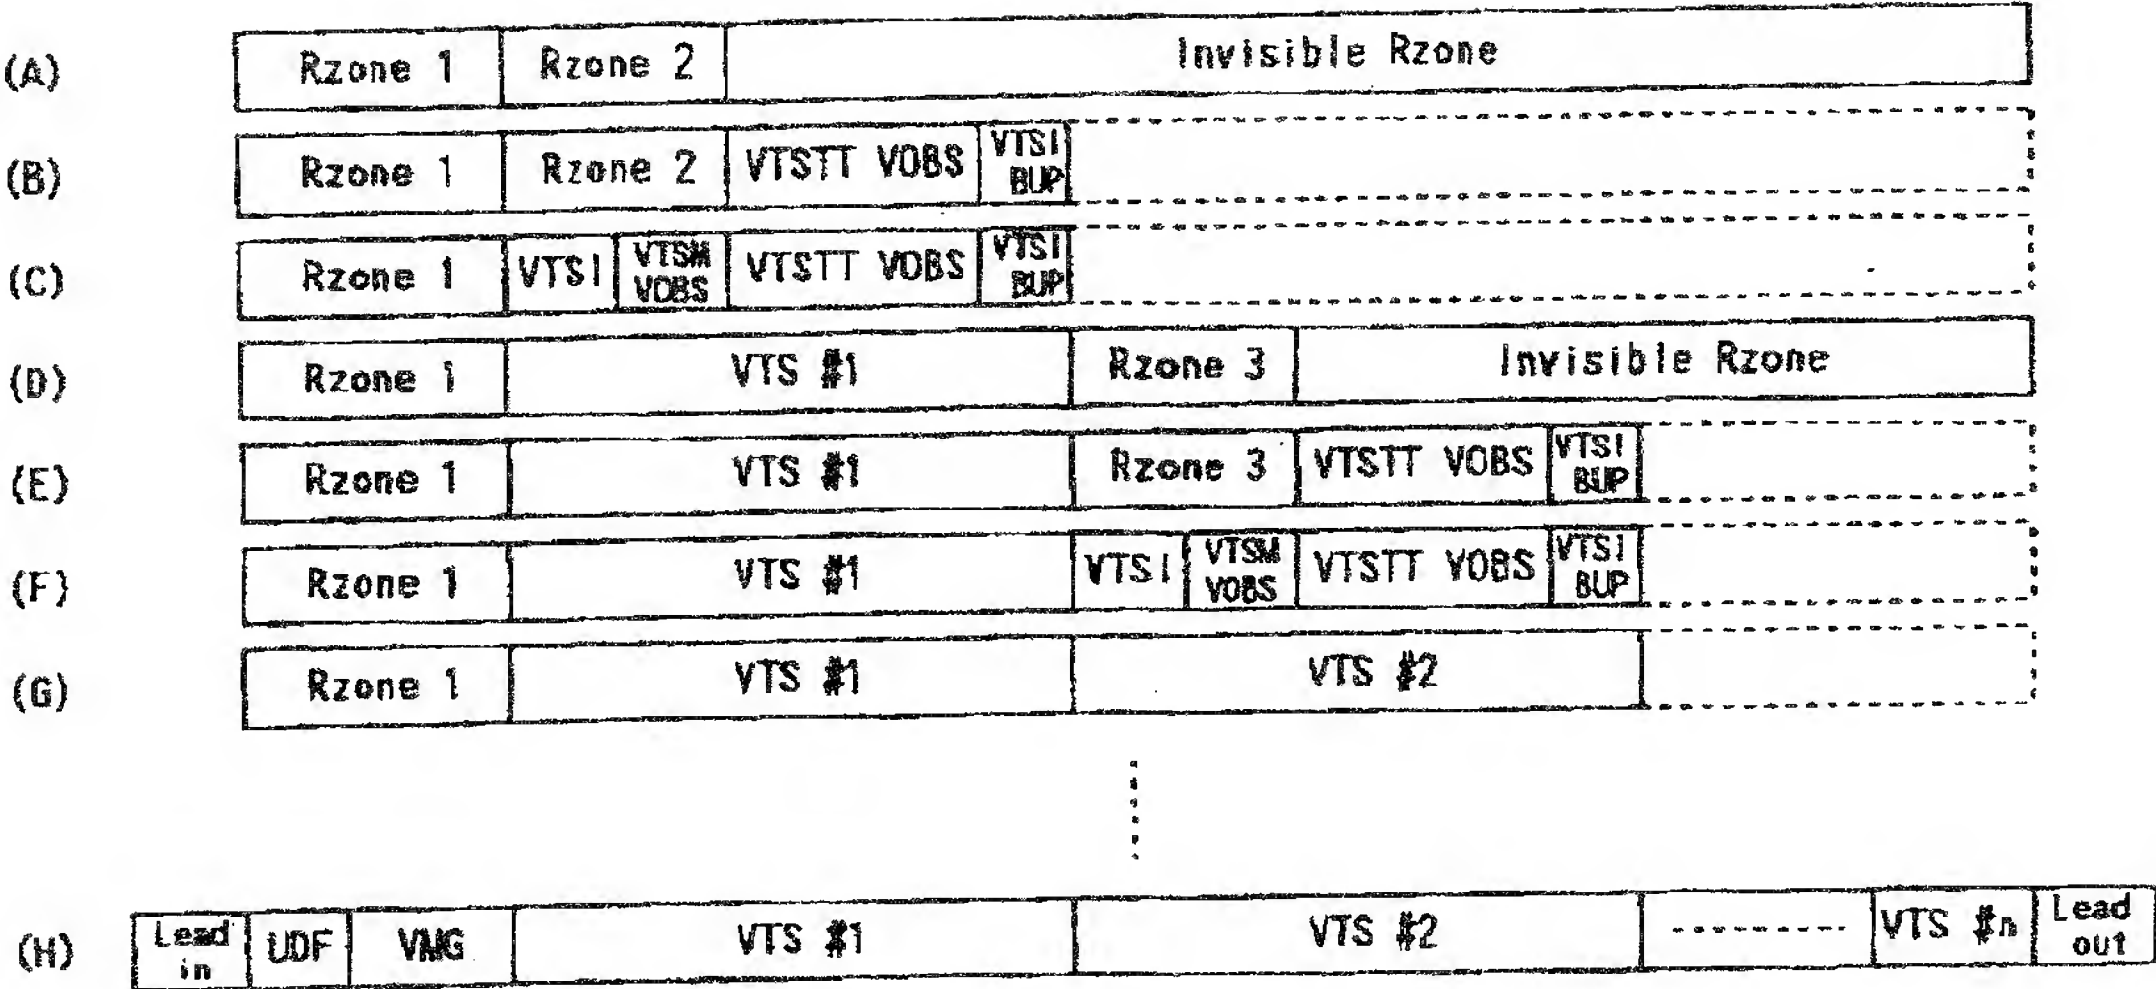 (A) Rzone 1 Rzone 2 Invisible Rzone
(B) Rzone 1 Rzone 2 VTSTT VOBS VTSI BUP
(C) Rzone 1 VTSI VTSM VOBS VTSTT VOBS VTSI BUP
(D) Rzone 1 VTS #1 Rzone 3 Invisible Rzone
(E) Rzone 1 VTS #1 Rzone 3 VTSTT VOBS VTSI BUP
(F) Rzone 1 VTS #1 VTSI VTSM VOBS VTSTT VOBS VTSI BUP
(G) Rzone 1 VTS #1 VTS #2
(H) Lead in UDF VMG VTS #1 VTS #2 VTS #n Lead out